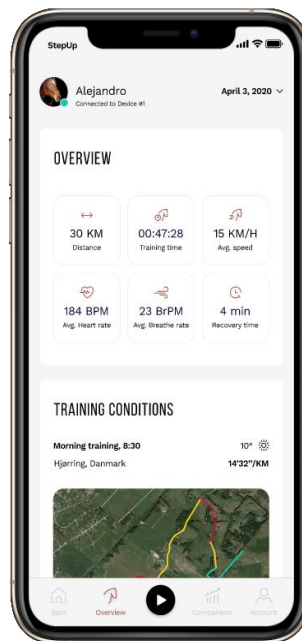 StepUp
Alejandro
April 3, 2020
Connected to Device #1
OVERVIEW
30 KM
00:47:28
15 KM/H
Distance
Training time
Avg. speed
184 BPM
23 BrPM
4 min
Avg. Heart rate
Avg. Breathe rate
Recovery time
TRAINING CONDITIONS
Morning training, 8:30
10°
Hjørring, Danmark
14'32"/KM
Barn
Overview
Comparison
Account